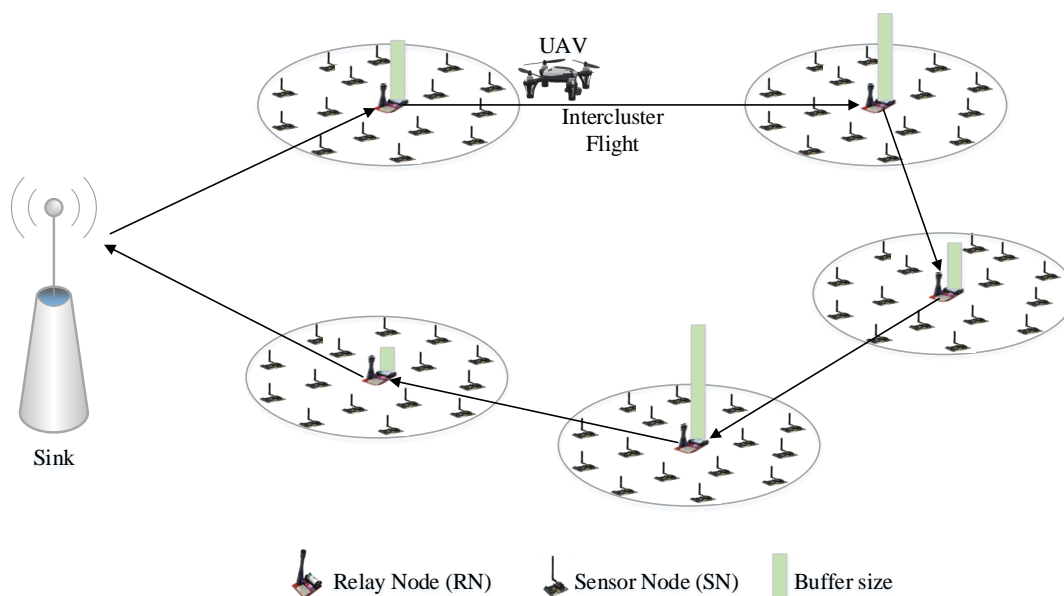 UAV
Intercluster
Flight
Sink
Relay Node (RN)
Sensor Node (SN)
Buffer size